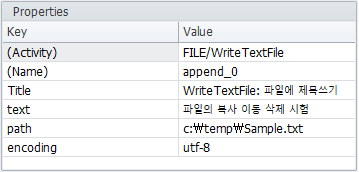 Properties
Key Value
(Activity) FILE/WriteTextFile
(Name) append_0
Title WriteTextFile: 파일에 제목쓰기
text 파일의 복사 이동 삭제 시험
path c:₩temp₩Sample.txt
encoding utf-8